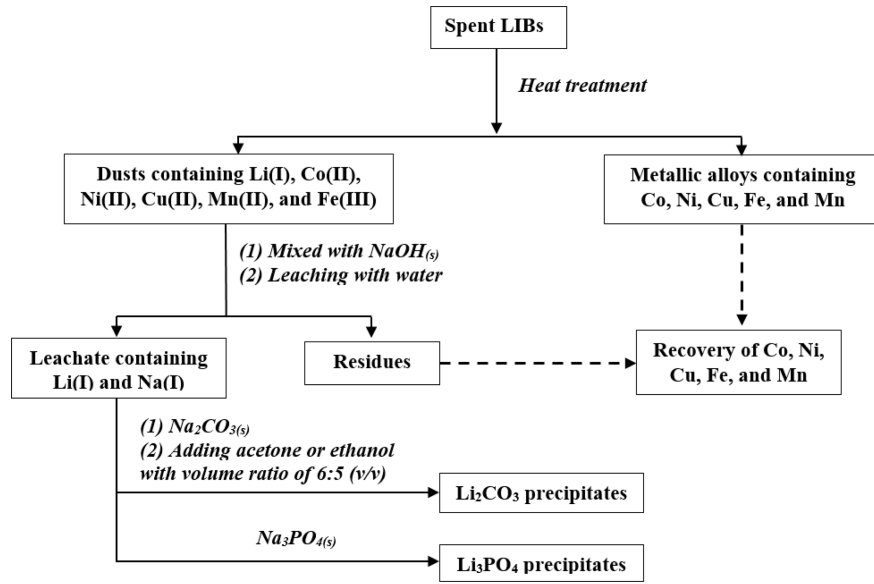 Spent LIBs
Heat treatment
Dusts containing Li(I), Co(II),
Ni(II), Cu(II), Mn(II), and Fe(III)
Metallic alloys containing
Co, Ni, Cu, Fe, and Mn
(1) Mixed with NaOH(s)
(2) Leaching with water
Leachate containing
Li(I) and Na(I)
Residues
Recovery of Co, Ni,
Cu, Fe, and Mn
(1) Na₂CO₃(s)
(2) Adding acetone or ethanol
with volume ratio of 6:5 (v/v)
Li₂CO₃ precipitates
Na₃PO₄(s)
Li₃PO₄ precipitates